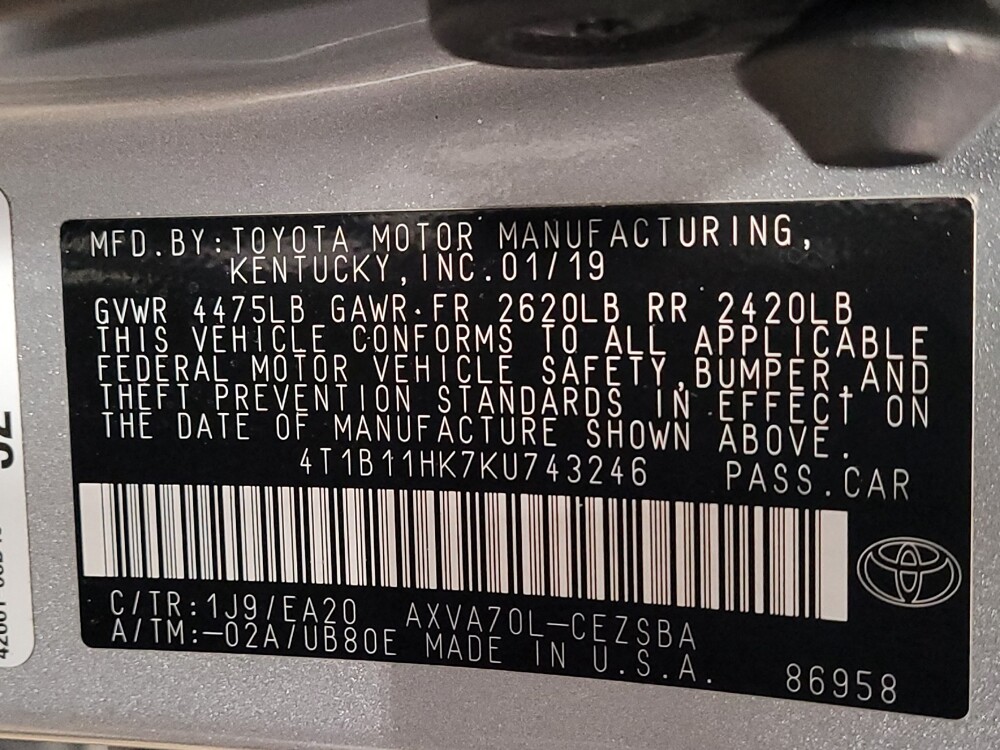 MFD.BY:TOYOTA MOTOR MANUFACTURING,
KENTUCKY,INC.01/19
GVWR 4475LB GAWR·FR 2620LB RR 2420LB
THIS VEHICLE CONFORMS TO ALL APPLICABLE
FEDERAL MOTOR VEHICLE SAFETY,BUMPER,AND
THEFT PREVENTION STANDARDS IN EFFECT ON
THE DATE OF MANUFACTURE SHOWN ABOVE.
4T1B11HK7KU743246 PASS.CAR
C/TR:1J9/EA20 AXVA70L-CEZSBA
A/TM:-02A/UB80E MADE IN U.S.A. 86958